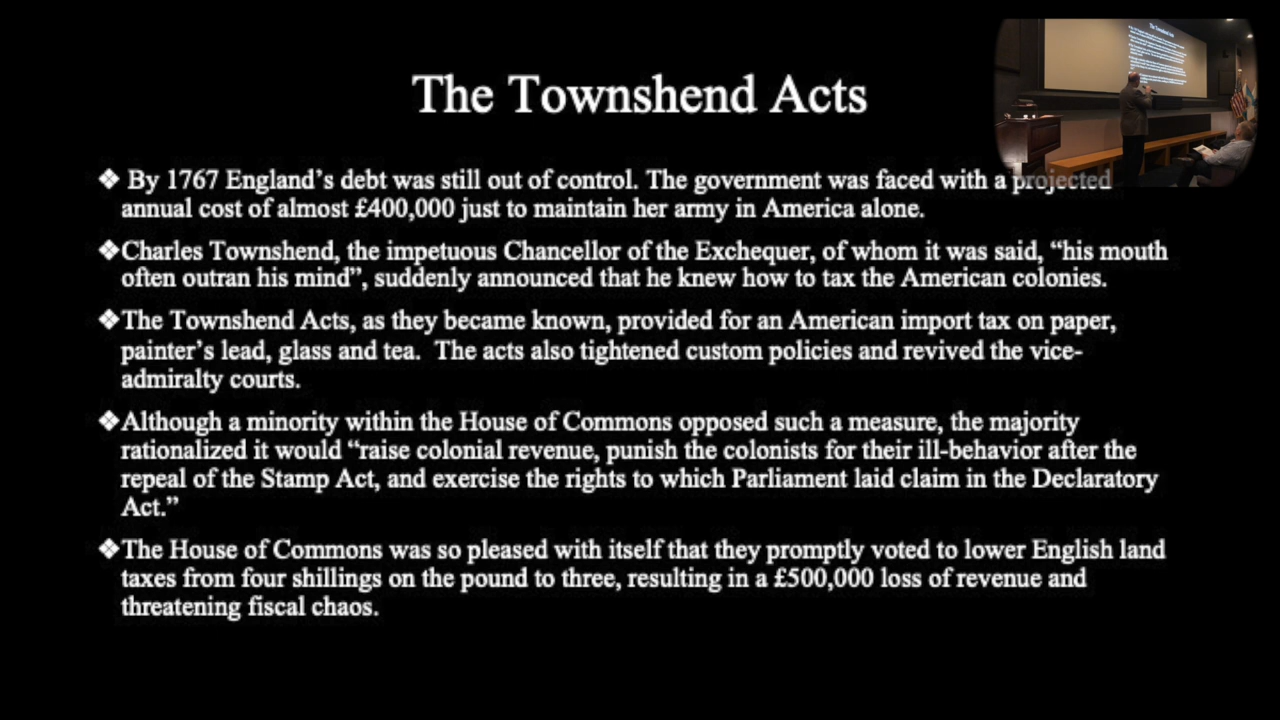 The Townshend Acts
❖ By 1767 England’s debt was still out of control. The government was faced with a projected
annual cost of almost £400,000 just to maintain her army in America alone.
❖Charles Townshend, the impetuous Chancellor of the Exchequer, of whom it was said, “his mouth
often outran his mind”, suddenly announced that he knew how to tax the American colonies.
❖The Townshend Acts, as they became known, provided for an American import tax on paper,
painter’s lead, glass and tea.  The acts also tightened custom policies and revived the vice-
admiralty courts.
❖Although a minority within the House of Commons opposed such a measure, the majority
rationalized it would “raise colonial revenue, punish the colonists for their ill-behavior after the
repeal of the Stamp Act, and exercise the rights to which Parliament laid claim in the Declaratory
Act.”
❖The House of Commons was so pleased with itself that they promptly voted to lower English land
taxes from four shillings on the pound to three, resulting in a £500,000 loss of revenue and
threatening fiscal chaos.